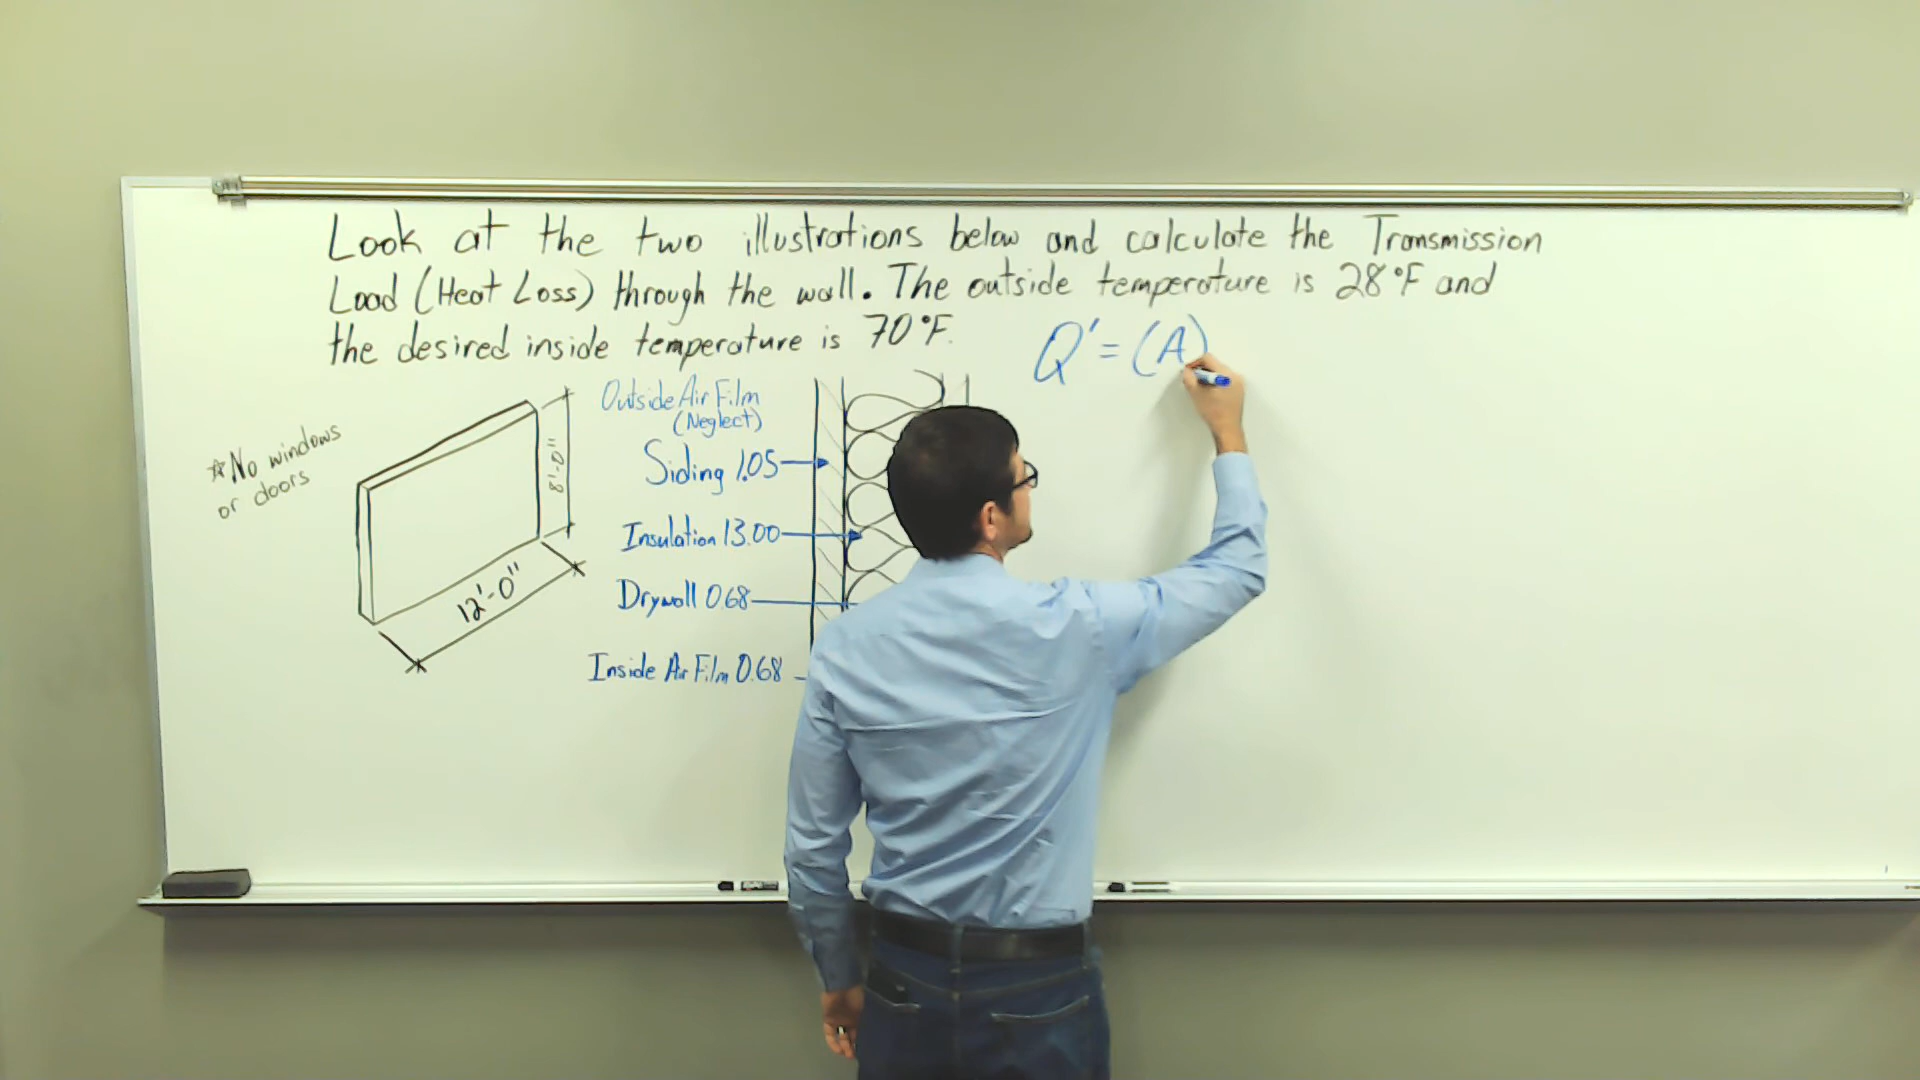 Look at the two illustrations below and calculate the Transmission
Load (Heat Loss) through the wall. The outside temperature is 28°F and
the desired inside temperature is 70°F.
Q' = (A)
☆No windows
or doors
8'-0"
12'-0"
Outside Air Film
(Neglect)
Siding 1.05
Insulation 13.00
Drywall 0.68
Inside Air Film 0.68